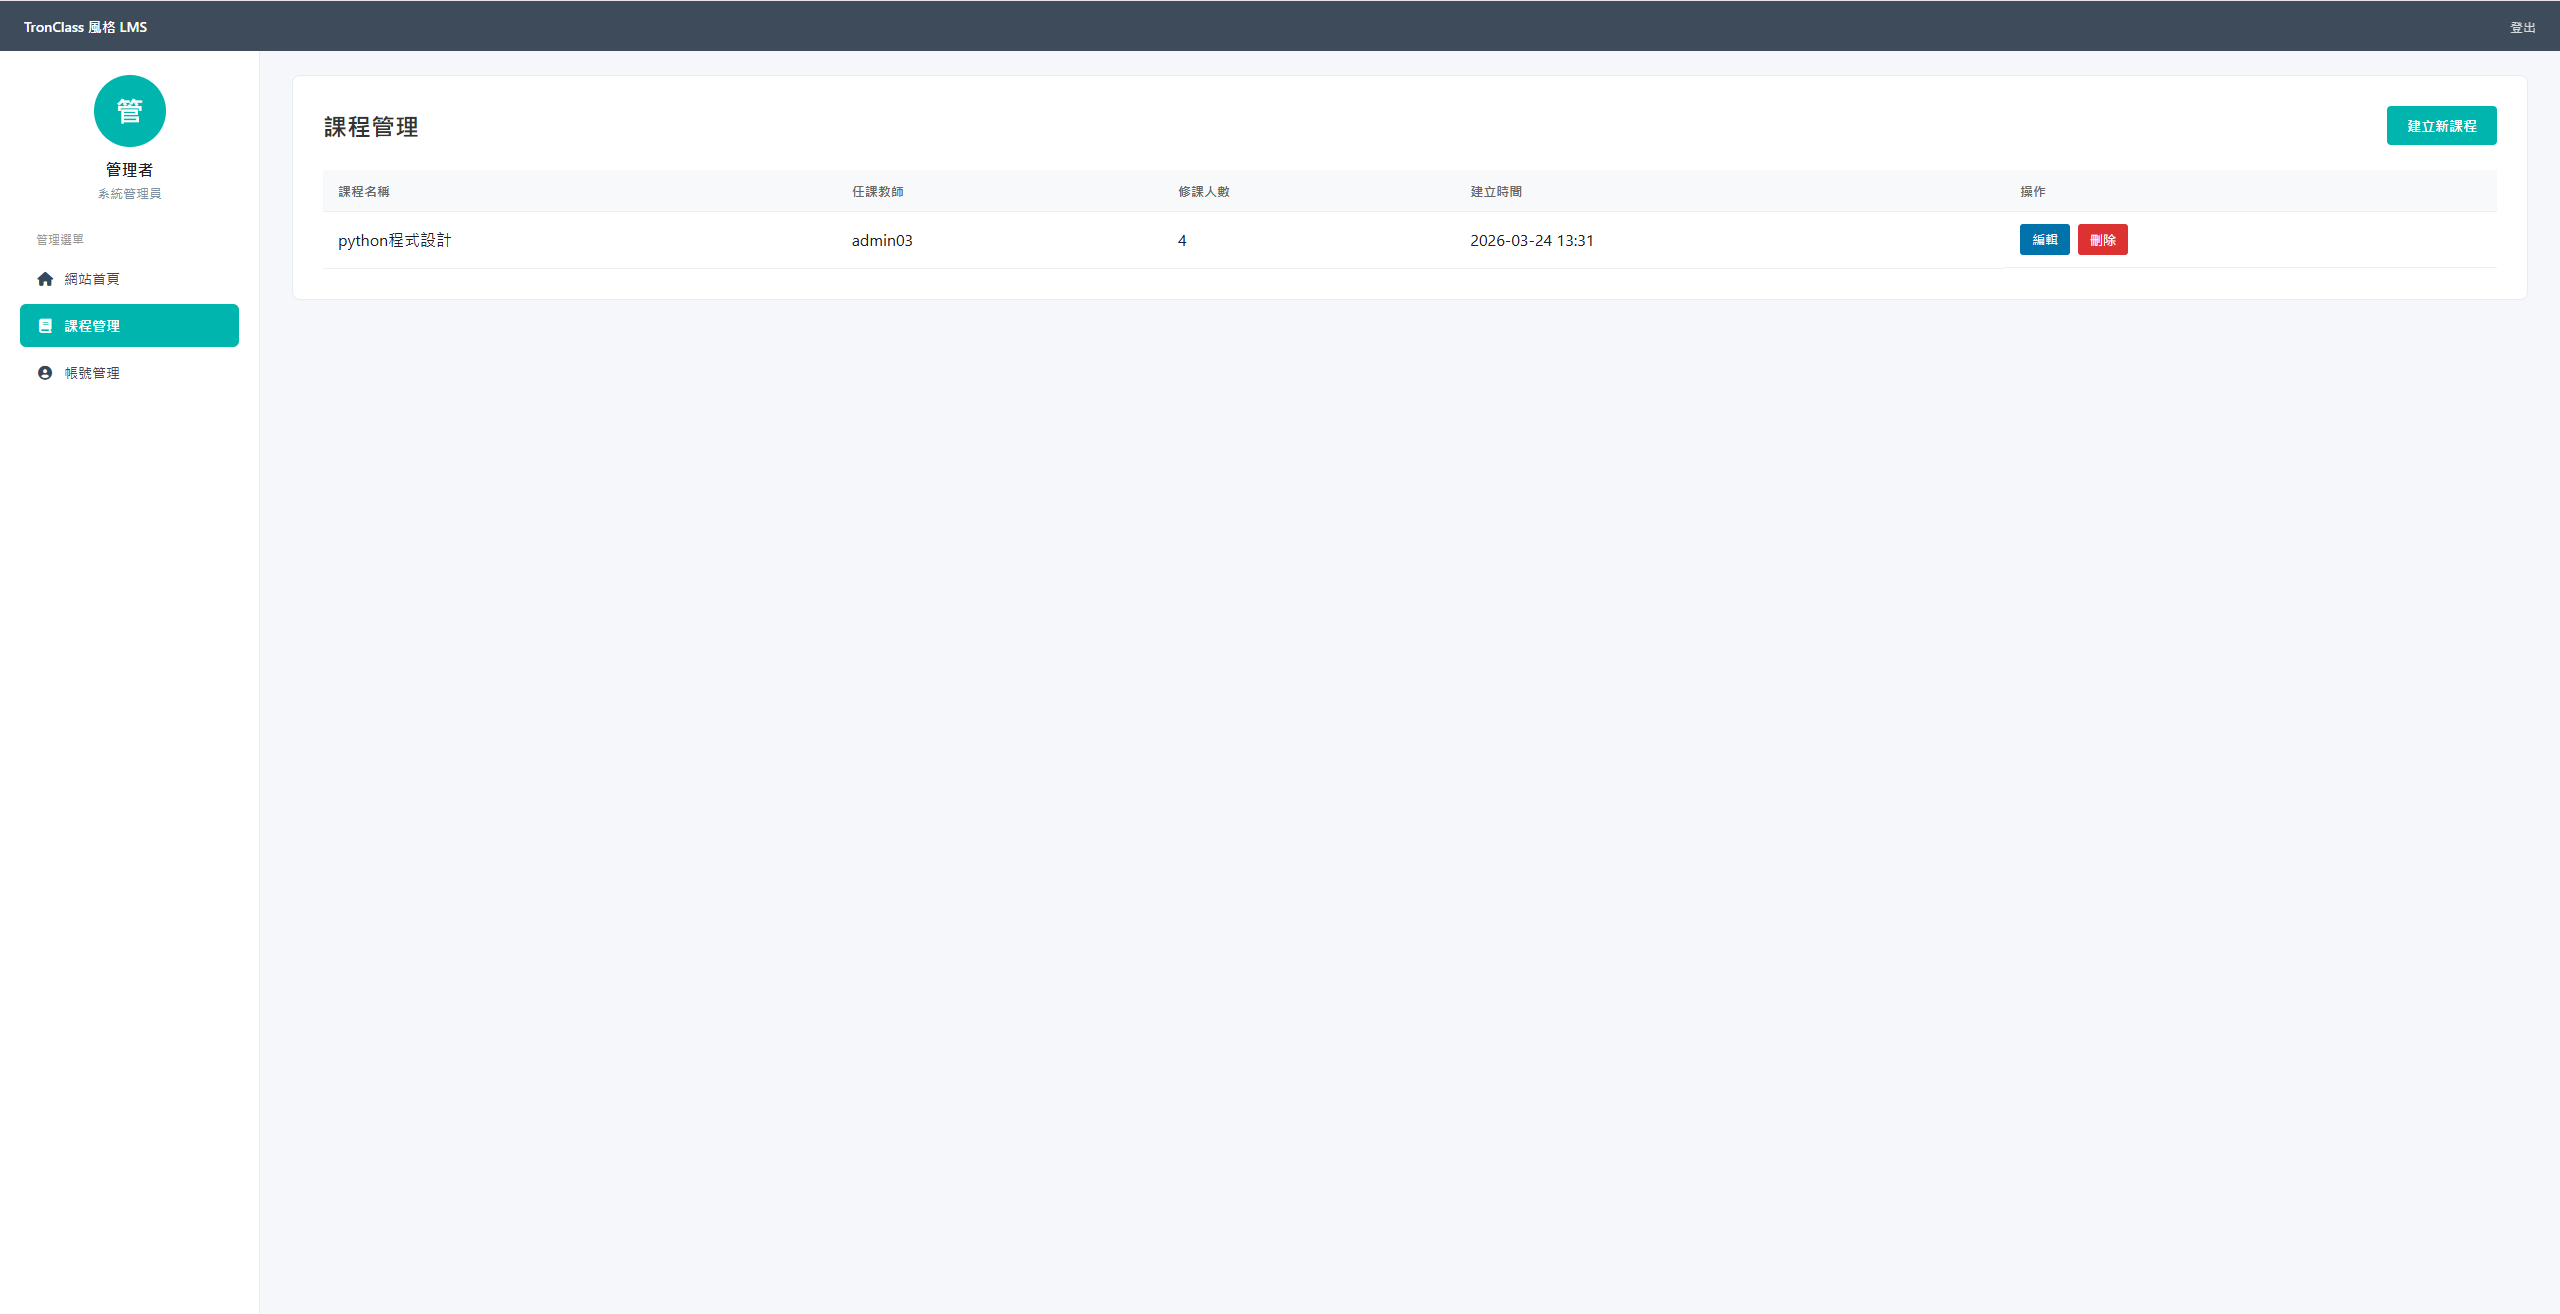 TronClass 風格 LMS
登出
管
管理者
系統管理員
管理選單
網站首頁
課程管理
帳號管理
課程管理
建立新課程
課程名稱 任課教師 修課人數 建立時間 操作
python程式設計 admin03 4 2026-03-24 13:31 編輯 刪除